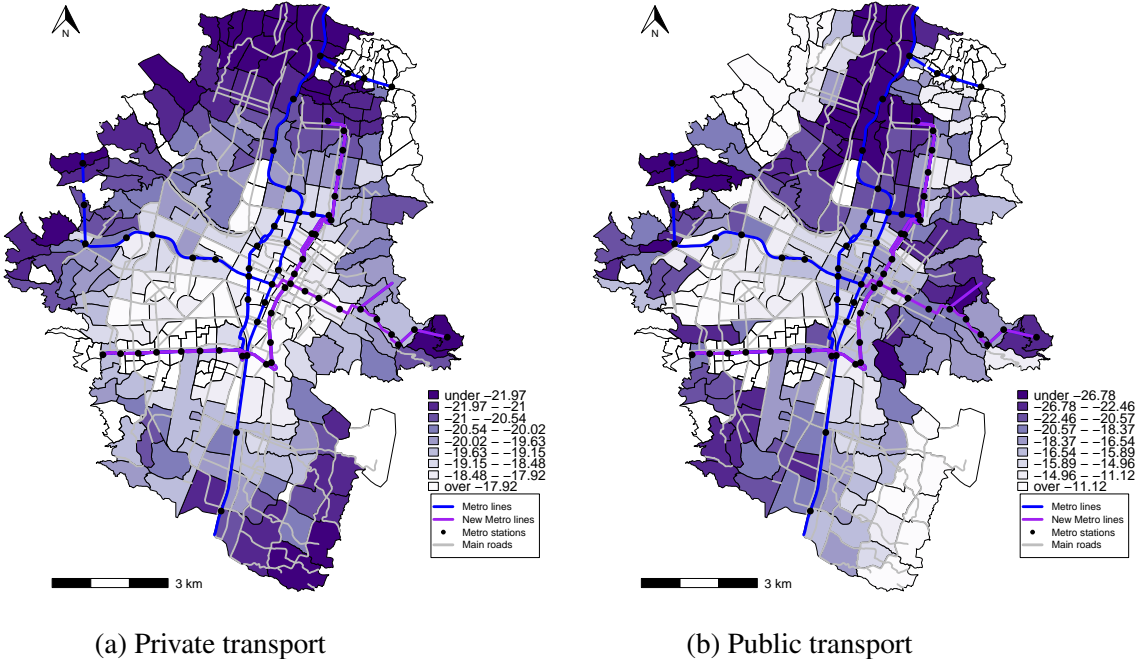 N
under −21.97
−21.97 − −21
−21 − −20.54
−20.54 − −20.02
−20.02 − −19.63
−19.63 − −19.15
−19.15 − −18.48
−18.48 − −17.92
over −17.92
Metro lines
New Metro lines
Metro stations
Main roads
3 km
(a) Private transport
N
under −26.78
−26.78 − −22.46
−22.46 − −20.57
−20.57 − −18.37
−18.37 − −16.54
−16.54 − −15.89
−15.89 − −14.96
−14.96 − −11.12
over −11.12
Metro lines
New Metro lines
Metro stations
Main roads
3 km
(b) Public transport